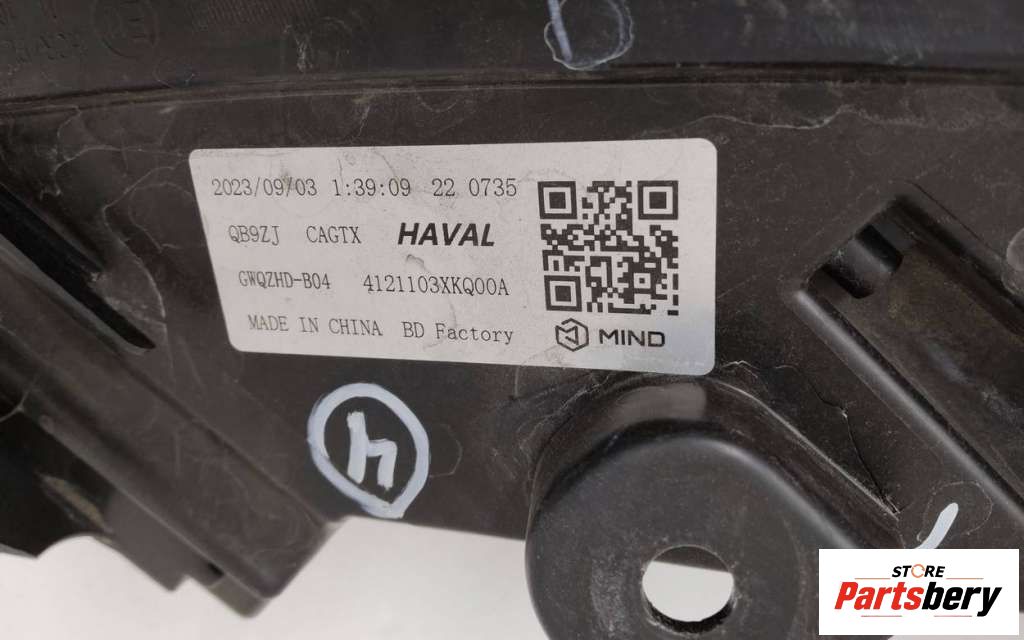 2023/09/03 1:39:09 22 0735
QB9ZJ CAGTX HAVAL
GWQZHD-B04 4121103XKQ00A
MADE IN CHINA BD Factory
MIND
4
STORE
Partsbery